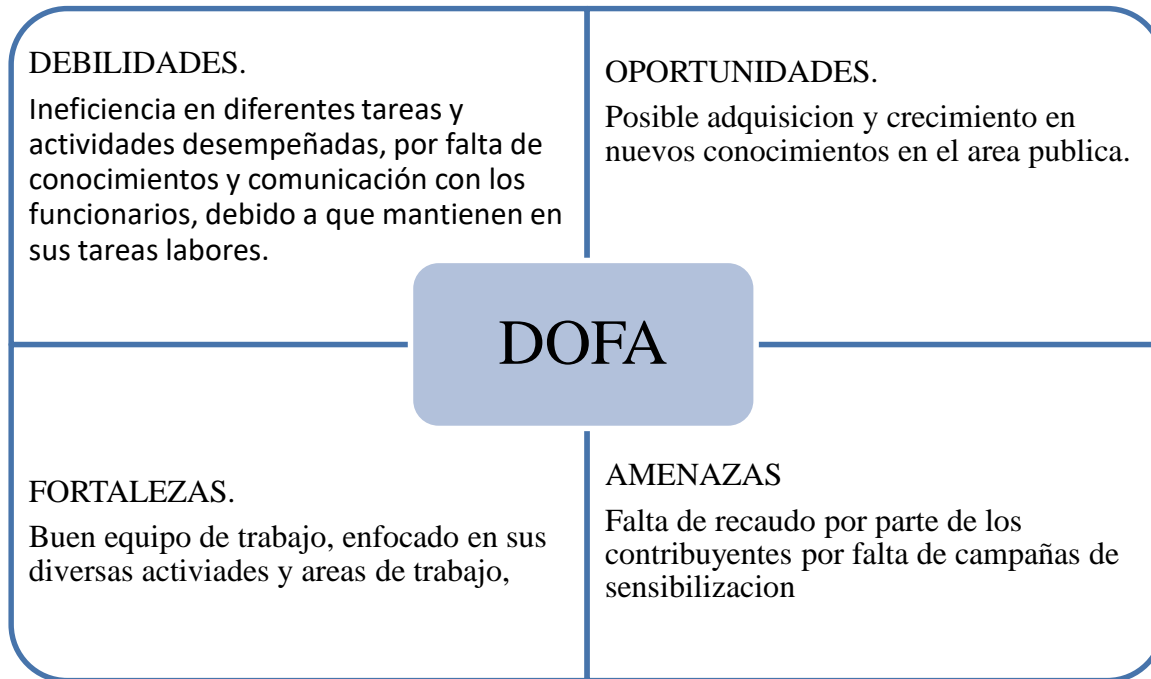 DEBILIDADES.
Ineficiencia en diferentes tareas y
actividades desempeñadas, por falta de
conocimientos y comunicación con los
funcionarios, debido a que mantienen en
sus tareas labores.
OPORTUNIDADES.
Posible adquisicion y crecimiento en
nuevos conocimientos en el area publica.
DOFA
FORTALEZAS.
Buen equipo de trabajo, enfocado en sus
diversas activiades y areas de trabajo,
AMENAZAS
Falta de recaudo por parte de los
contribuyentes por falta de campañas de
sensibilizacion